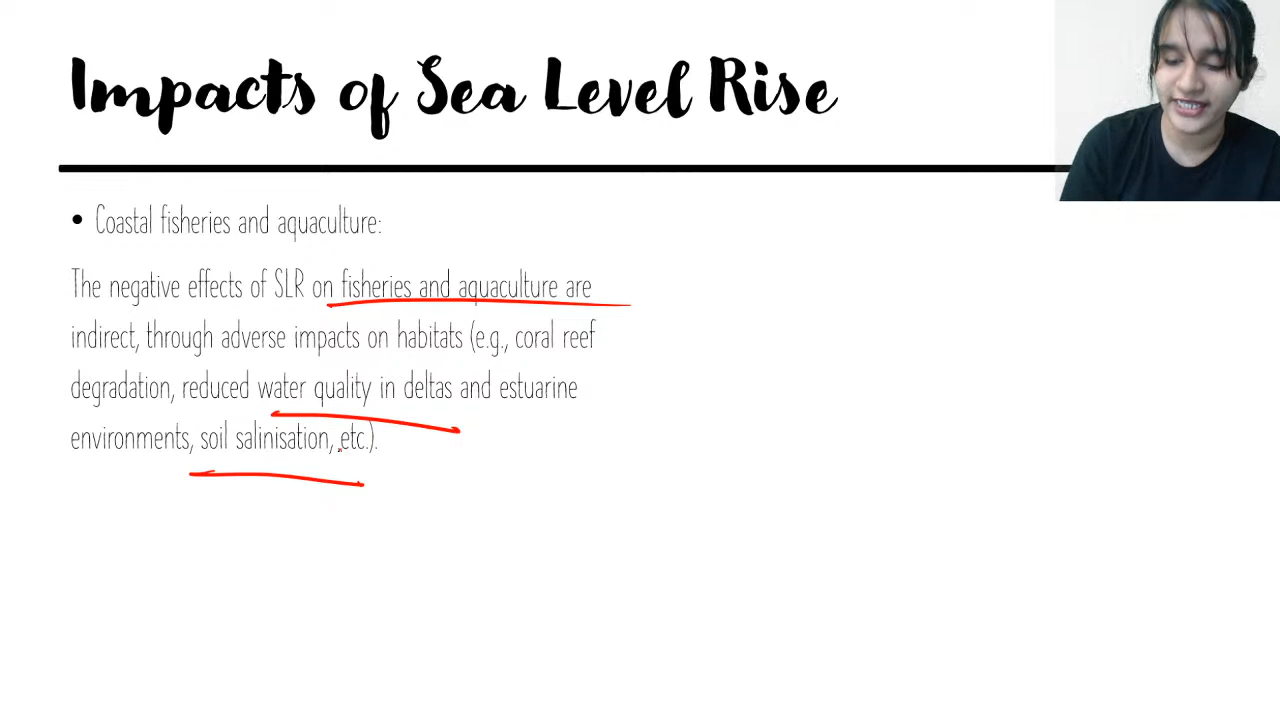 Impacts of Sea Level Rise
• Coastal fisheries and aquaculture:
The negative effects of SLR on fisheries and aquaculture are
indirect, through adverse impacts on habitats (e.g., coral reef
degradation, reduced water quality in deltas and estuarine
environments, soil salinisation, etc.).